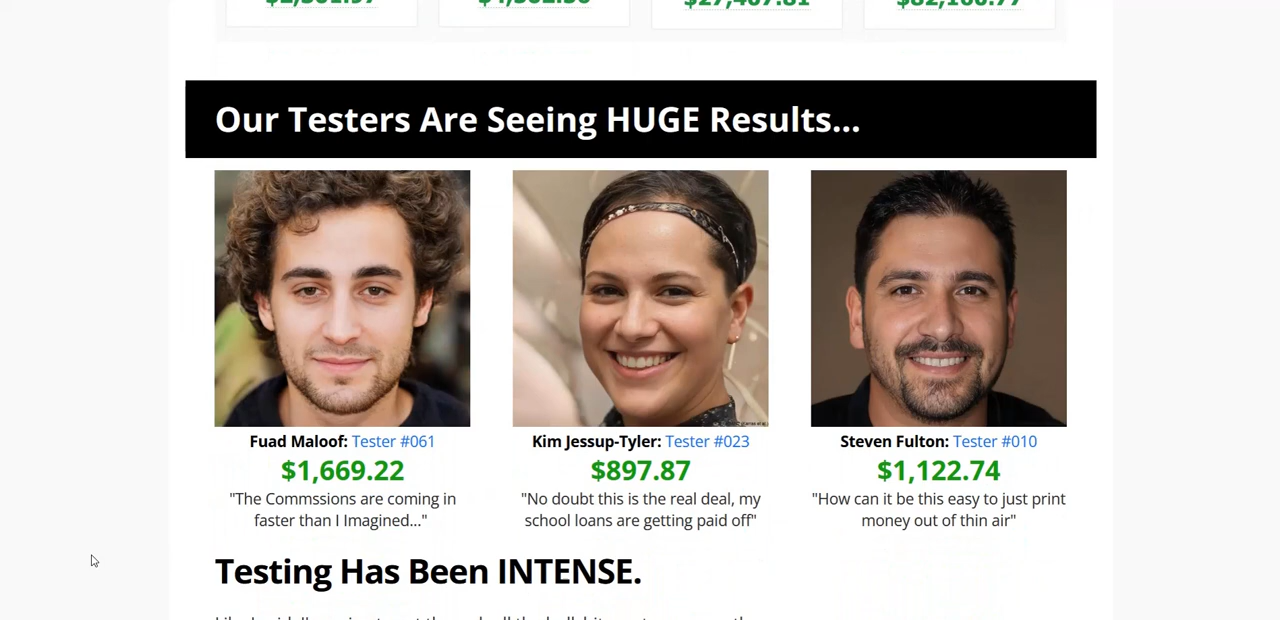 Our Testers Are Seeing HUGE Results...
Fuad Maloof: Tester #061
$1,669.22
"The Commssions are coming in
faster than I Imagined..."
Kim Jessup-Tyler: Tester #023
$897.87
"No doubt this is the real deal, my
school loans are getting paid off"
Steven Fulton: Tester #010
$1,122.74
"How can it be this easy to just print
money out of thin air"
Testing Has Been INTENSE.